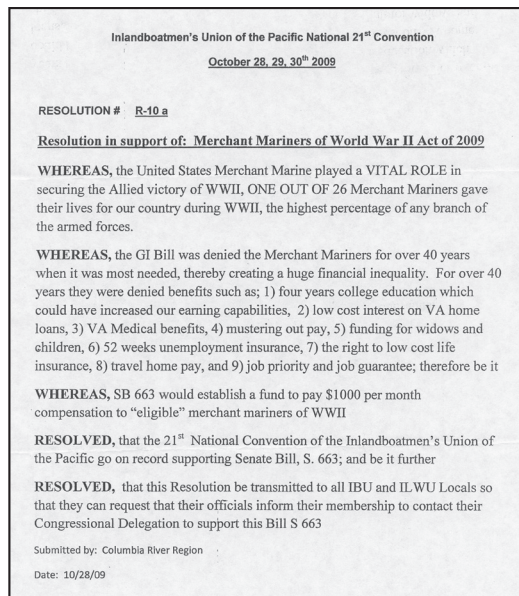 Inlandboatmen's Union of the Pacific National 21st Convention
October 28, 29, 30th 2009
RESOLUTION # R-10 a
Resolution in support of: Merchant Mariners of World War II Act of 2009
WHEREAS, the United States Merchant Marine played a VITAL ROLE in
securing the Allied victory of WWII, ONE OUT OF 26 Merchant Mariners gave
their lives for our country during WWII, the highest percentage of any branch of
the armed forces.
WHEREAS, the GI Bill was denied the Merchant Mariners for over 40 years
when it was most needed, thereby creating a huge financial inequality. For over 40
years they were denied benefits such as; 1) four years college education which
could have increased our earning capabilities, 2) low cost interest on VA home
loans, 3) VA Medical benefits, 4) mustering out pay, 5) funding for widows and
children, 6) 52 weeks unemployment insurance, 7) the right to low cost life
insurance, 8) travel home pay, and 9) job priority and job guarantee; therefore be it
WHEREAS, SB 663 would establish a fund to pay $1000 per month
compensation to "eligible" merchant mariners of WWII
RESOLVED, that the 21st National Convention of the Inlandboatmen's Union of
the Pacific go on record supporting Senate Bill, S. 663; and be it further
RESOLVED, that this Resolution be transmitted to all IBU and ILWU Locals so
that they can request that their officials inform their membership to contact their
Congressional Delegation to support this Bill S 663
Submitted by: Columbia River Region
Date: 10/28/09